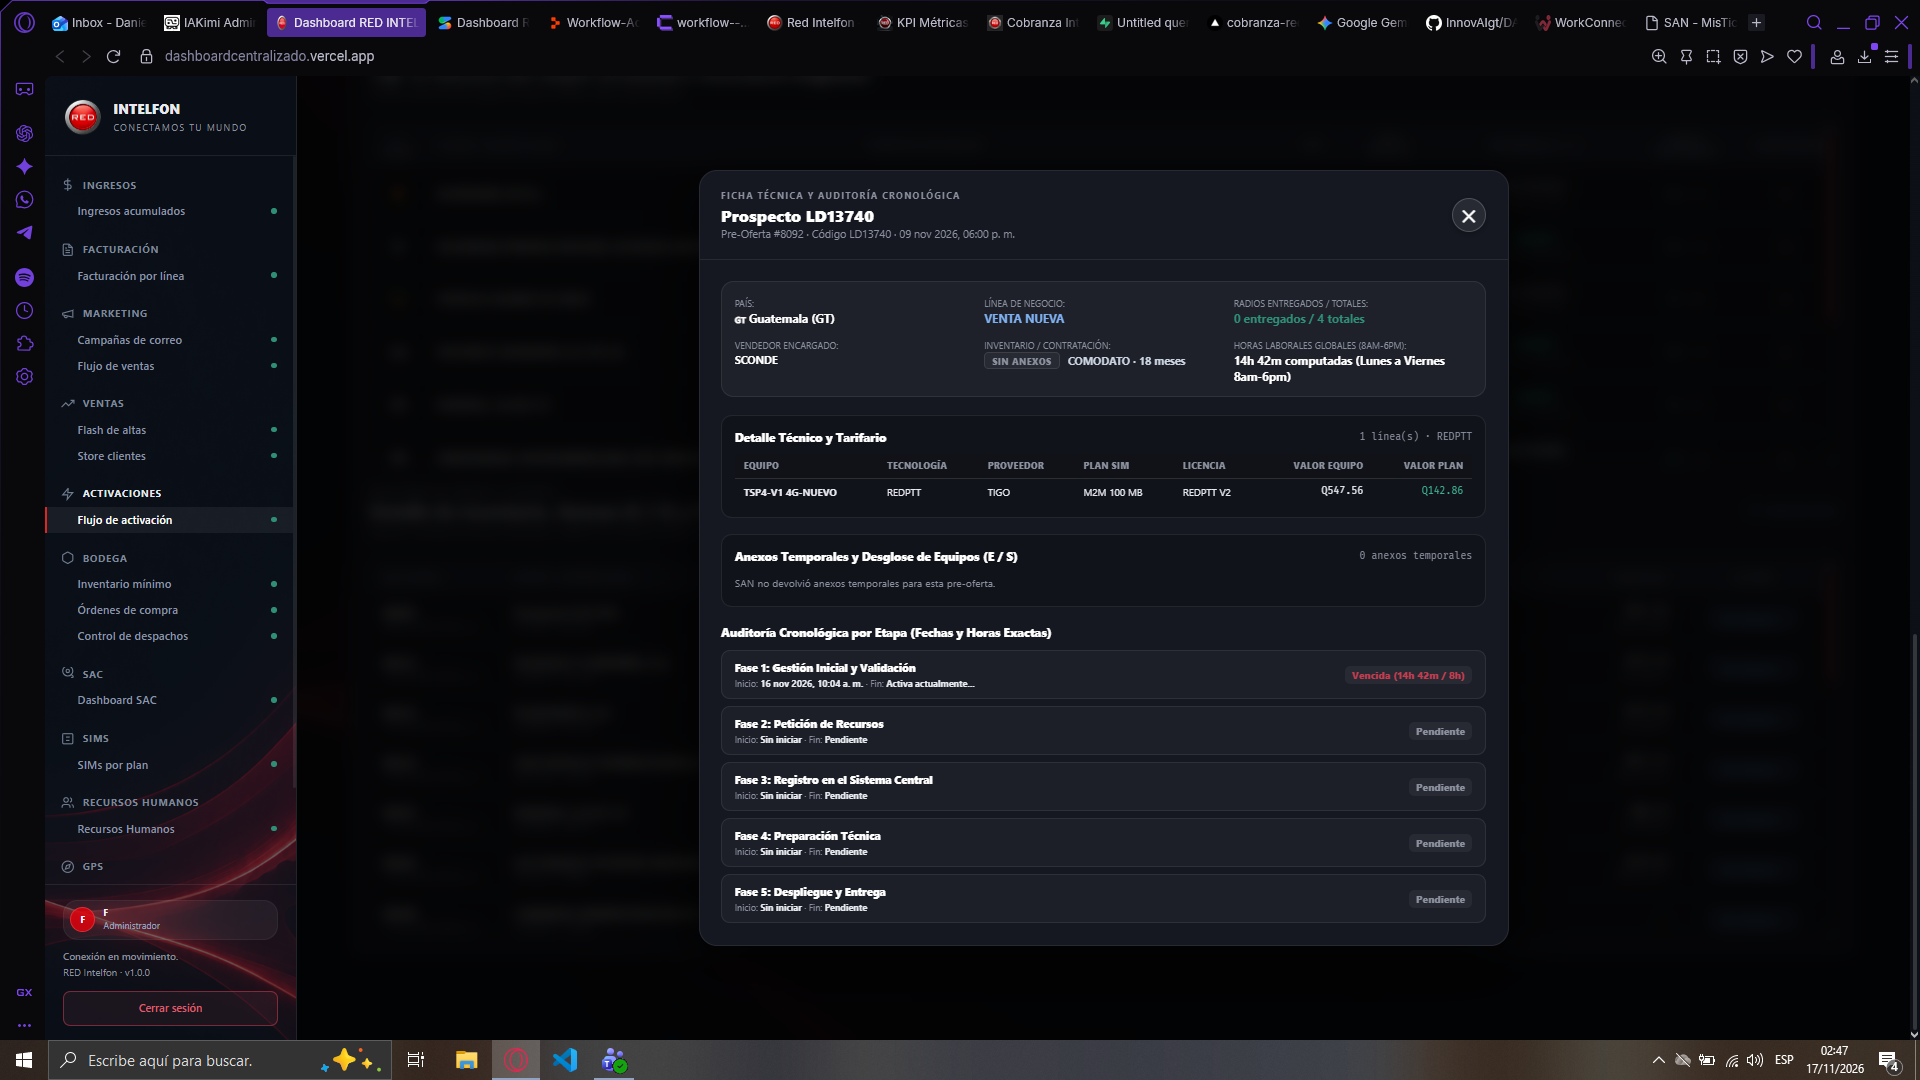 Inbox - Danie
IAKimi Admir
Dashboard RED INTEL
Dashboard R
Workflow-Ac
workflow--..
Red Intelfon
KPI Métricas
Cobranza Int
Untitled quer
cobranza-re
Google Gem
InnovAIgt/DA
WorkConnec
SAN - MisTic
dashboardcentralizado.vercel.app
RED
INTELFON
CONECTAMOS TU MUNDO
INGRESOS
Ingresos acumulados
FACTURACIÓN
Facturación por línea
MARKETING
Campañas de correo
Flujo de ventas
VENTAS
Flash de altas
Store clientes
ACTIVACIONES
Flujo de activación
BODEGA
Inventario mínimo
Órdenes de compra
Control de despachos
SAC
Dashboard SAC
SIMS
SIMs por plan
RECURSOS HUMANOS
Recursos Humanos
GPS
F
F
Administrador
Conexión en movimiento.
RED Intelfon · v1.0.0
Cerrar sesión
GX
FICHA TÉCNICA Y AUDITORÍA CRONOLÓGICA
Prospecto LD13740
Pre-Oferta #8092 · Código LD13740 · 09 nov 2026, 06:00 p. m.
PAÍS:
GT Guatemala (GT)
LÍNEA DE NEGOCIO:
VENTA NUEVA
RADIOS ENTREGADOS / TOTALES:
0 entregados / 4 totales
VENDEDOR ENCARGADO:
SCONDE
INVENTARIO / CONTRATACIÓN:
SIN ANEXOS COMODATO · 18 meses
HORAS LABORALES GLOBALES (8AM-6PM):
14h 42m computadas (Lunes a Viernes
8am-6pm)
Detalle Técnico y Tarifario
1 línea(s) · REDPTT
EQUIPO TECNOLOGÍA PROVEEDOR PLAN SIM LICENCIA VALOR EQUIPO VALOR PLAN
TSP4-V1 4G-NUEVO REDPTT TIGO M2M 100 MB REDPTT V2 Q547.56 Q142.86
Anexos Temporales y Desglose de Equipos (E / S)
0 anexos temporales
SAN no devolvió anexos temporales para esta pre-oferta.
Auditoría Cronológica por Etapa (Fechas y Horas Exactas)
Fase 1: Gestión Inicial y Validación
Inicio: 16 nov 2026, 10:04 a. m. · Fin: Activa actualmente...
Vencida (14h 42m / 8h)
Fase 2: Petición de Recursos
Inicio: Sin iniciar · Fin: Pendiente
Pendiente
Fase 3: Registro en el Sistema Central
Inicio: Sin iniciar · Fin: Pendiente
Pendiente
Fase 4: Preparación Técnica
Inicio: Sin iniciar · Fin: Pendiente
Pendiente
Fase 5: Despliegue y Entrega
Inicio: Sin iniciar · Fin: Pendiente
Pendiente
Escribe aquí para buscar.
ESP
02:47
17/11/2026
4